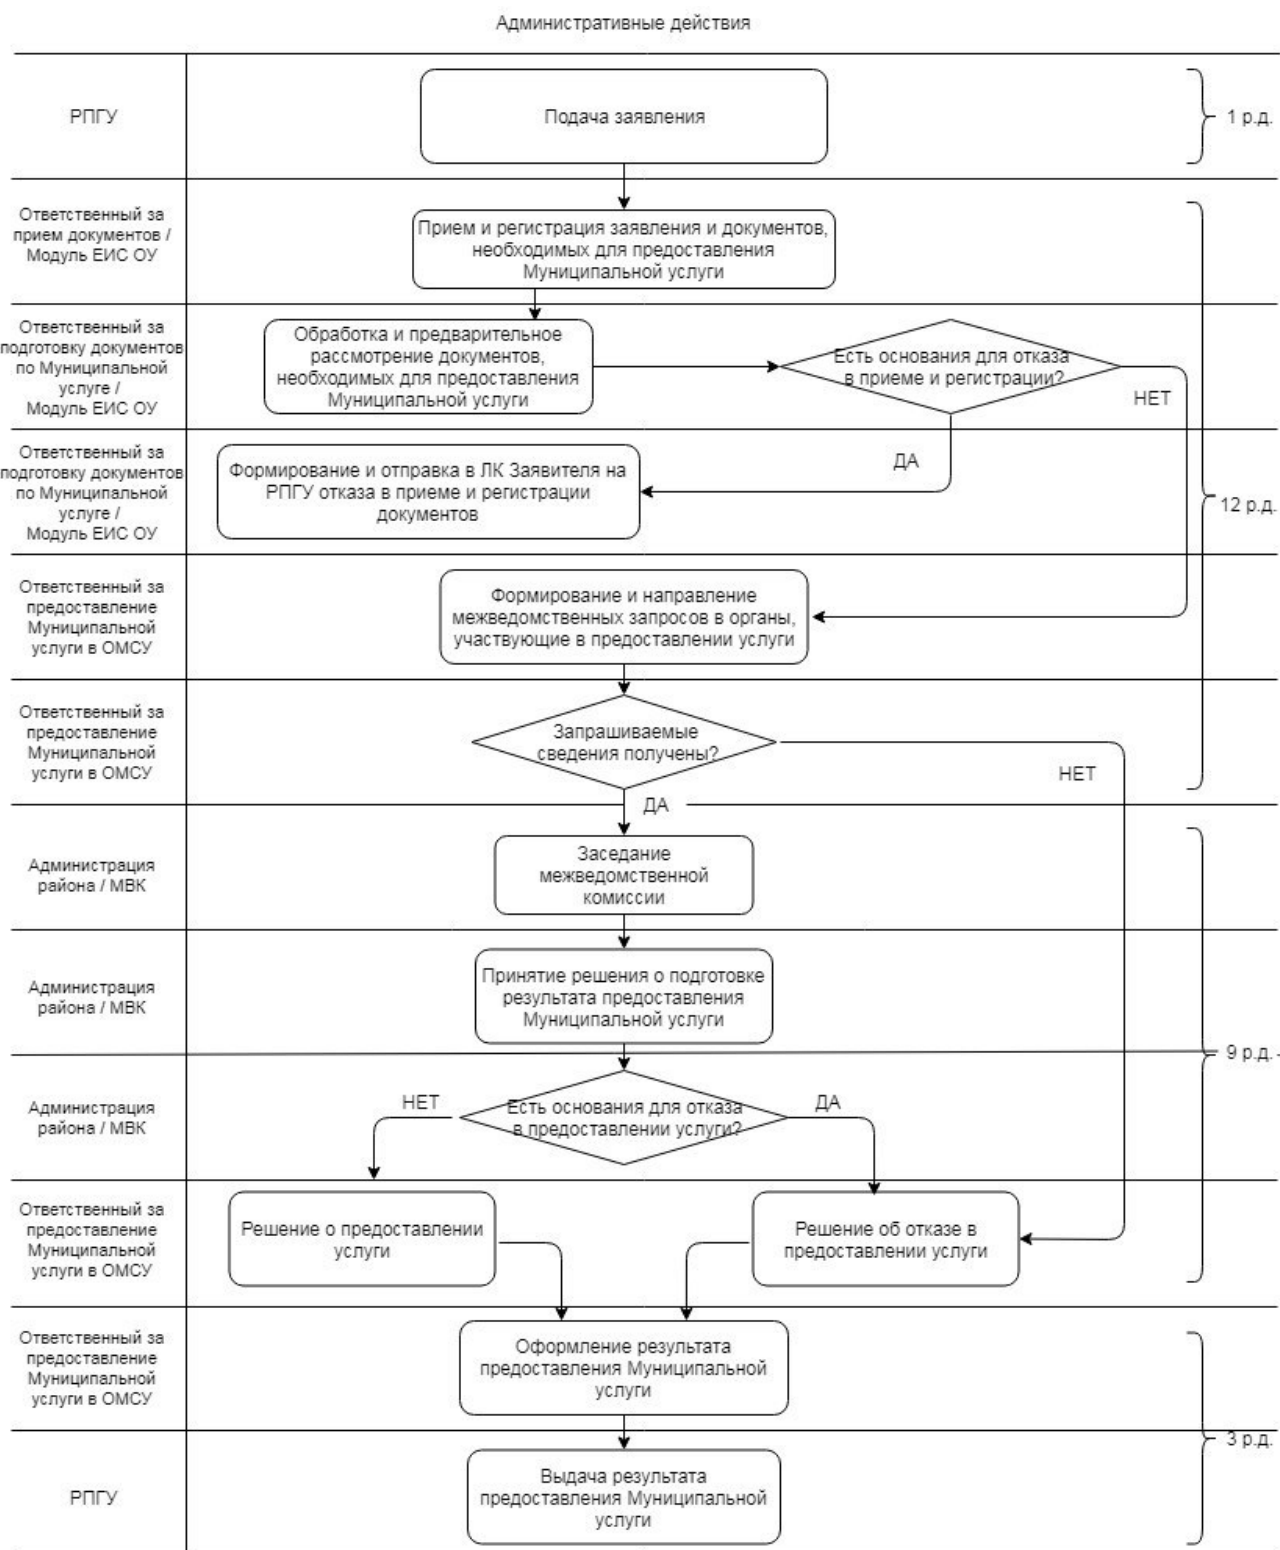 Административные действия
РПГУ
Подача заявления
1 р.д.
Ответственный за
прием документов /
Модуль ЕИС ОУ
Прием и регистрация заявления и документов,
необходимых для предоставления
Муниципальной услуги
Ответственный за
подготовку документов
по Муниципальной
услуге /
Модуль ЕИС ОУ
Обработка и предварительное
рассмотрение документов,
необходимых для предоставления
Муниципальной услуги
Есть основания для отказа
в приеме и регистрации?
НЕТ
ДА
Ответственный за
подготовку документов
по Муниципальной
услуге /
Модуль ЕИС ОУ
Формирование и отправка в ЛК Заявителя на
РПГУ отказа в приеме и регистрации
документов
12 р.д.
Ответственный за
предоставление
Муниципальной
услуги в ОМСУ
Формирование и направление
межведомственных запросов в органы,
участвующие в предоставлении услуги
Ответственный за
предоставление
Муниципальной
услуги в ОМСУ
Запрашиваемые
сведения получены?
НЕТ
ДА
Администрация
района / МВК
Заседание
межведомственной
комиссии
Администрация
района / МВК
Принятие решения о подготовке
результата предоставления
Муниципальной услуги
9 р.д.
Администрация
района / МВК
НЕТ
Есть основания для отказа
в предоставлении услуги?
ДА
Ответственный за
предоставление
Муниципальной
услуги в ОМСУ
Решение о предоставлении
услуги
Решение об отказе в
предоставлении услуги
Ответственный за
предоставление
Муниципальной
услуги в ОМСУ
Оформление результата
предоставления Муниципальной
услуги
3 р.д.
РПГУ
Выдача результата
предоставления Муниципальной
услуги